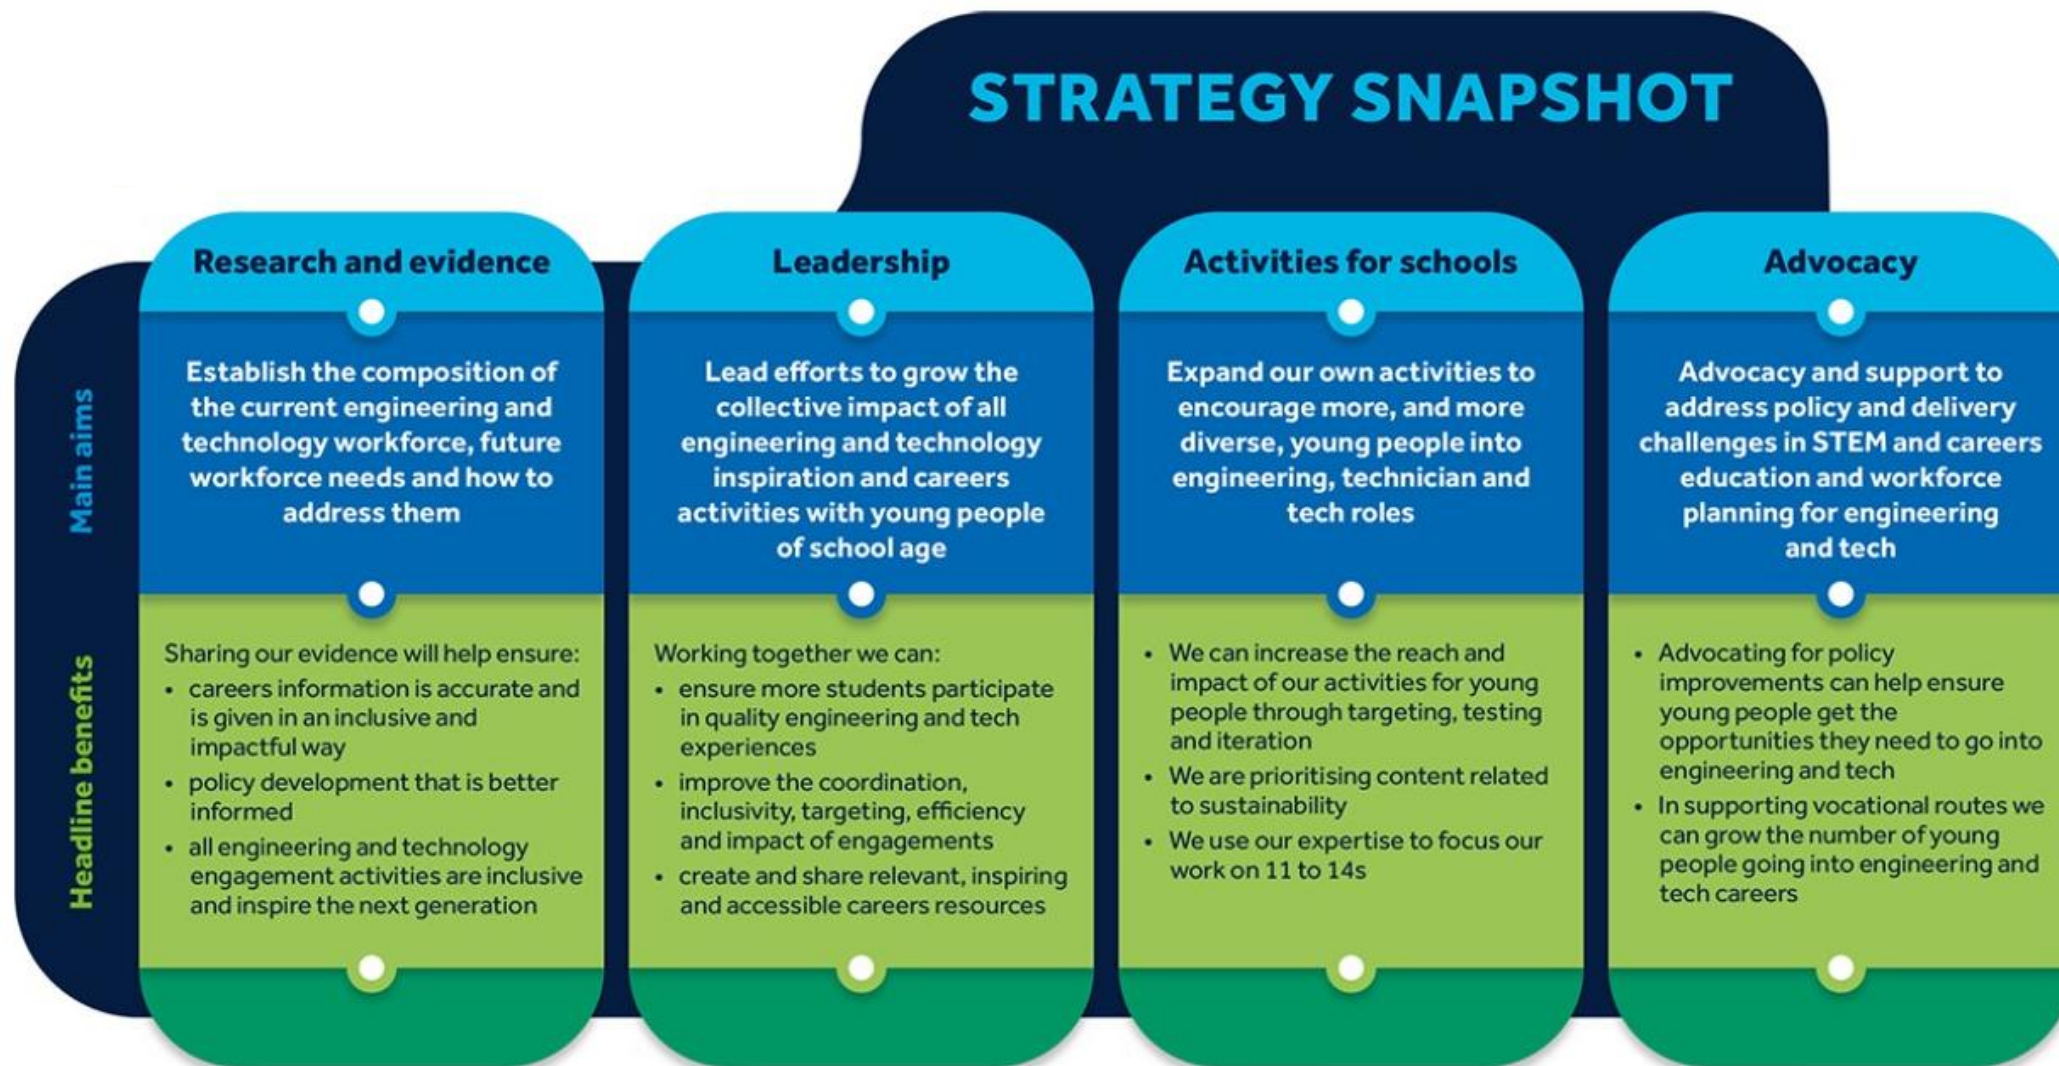 STRATEGY SNAPSHOT
Main aims
Headline benefits
Research and evidence
Establish the composition of
the current engineering and
technology workforce, future
workforce needs and how to
address them
Sharing our evidence will help ensure:
• careers information is accurate and
is given in an inclusive and
impactful way
• policy development that is better
informed
• all engineering and technology
engagement activities are inclusive
and inspire the next generation
Leadership
Lead efforts to grow the
collective impact of all
engineering and technology
inspiration and careers
activities with young people
of school age
Working together we can:
• ensure more students participate
in quality engineering and tech
experiences
• improve the coordination,
inclusivity, targeting, efficiency
and impact of engagements
• create and share relevant, inspiring
and accessible careers resources
Activities for schools
Expand our own activities to
encourage more, and more
diverse, young people into
engineering, technician and
tech roles
• We can increase the reach and
impact of our activities for young
people through targeting, testing
and iteration
• We are prioritising content related
to sustainability
• We use our expertise to focus our
work on 11 to 14s
Advocacy
Advocacy and support to
address policy and delivery
challenges in STEM and careers
education and workforce
planning for engineering
and tech
• Advocating for policy
improvements can help ensure
young people get the
opportunities they need to go into
engineering and tech
• In supporting vocational routes we
can grow the number of young
people going into engineering and
tech careers